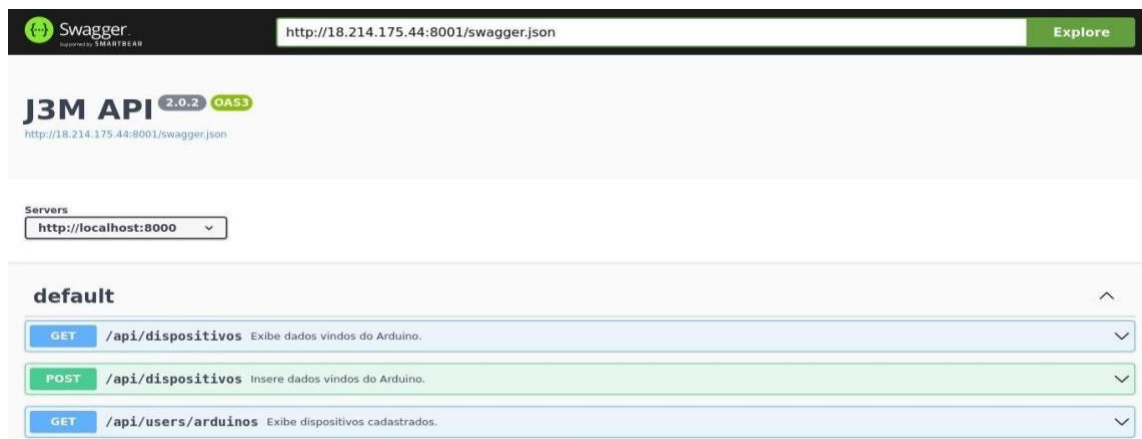 {···} Swagger.
Supported by SMARTBEAR
http://18.214.175.44:8001/swagger.json
Explore
J3M API 2.0.2 OAS3
http://18.214.175.44:8001/swagger.json
Servers
http://localhost:8000
default
GET /api/dispositivos Exibe dados vindos do Arduino.
POST /api/dispositivos Insere dados vindos do Arduino.
GET /api/users/arduinos Exibe dispositivos cadastrados.